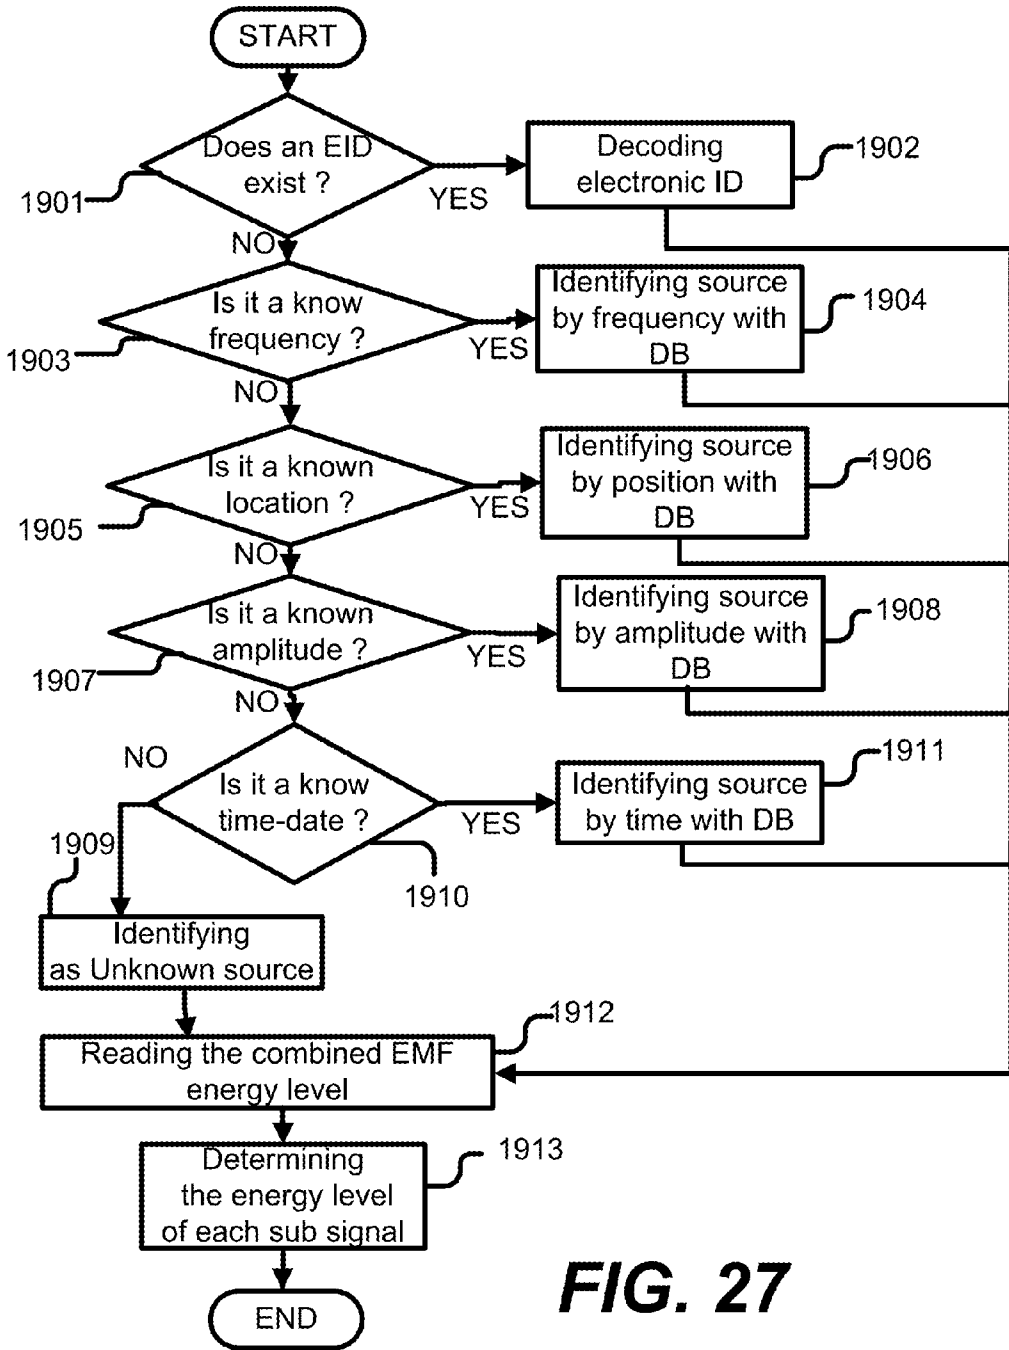 START
Does an EID
exist ?
1901
YES
Decoding
electronic ID
1902
NO
Is it a know
frequency ?
1903
YES
Identifying source
by frequency with
DB
1904
NO
Is it a known
location ?
1905
YES
Identifying source
by position with
DB
1906
NO
Is it a known
amplitude ?
1907
YES
Identifying source
by amplitude with
DB
1908
NO
Is it a know
time-date ?
1910
NO
YES
Identifying source
by time with DB
1911
1909
Identifying
as Unknown source
Reading the combined EMF
energy level
1912
Determining
the energy level
of each sub signal
1913
END
FIG. 27